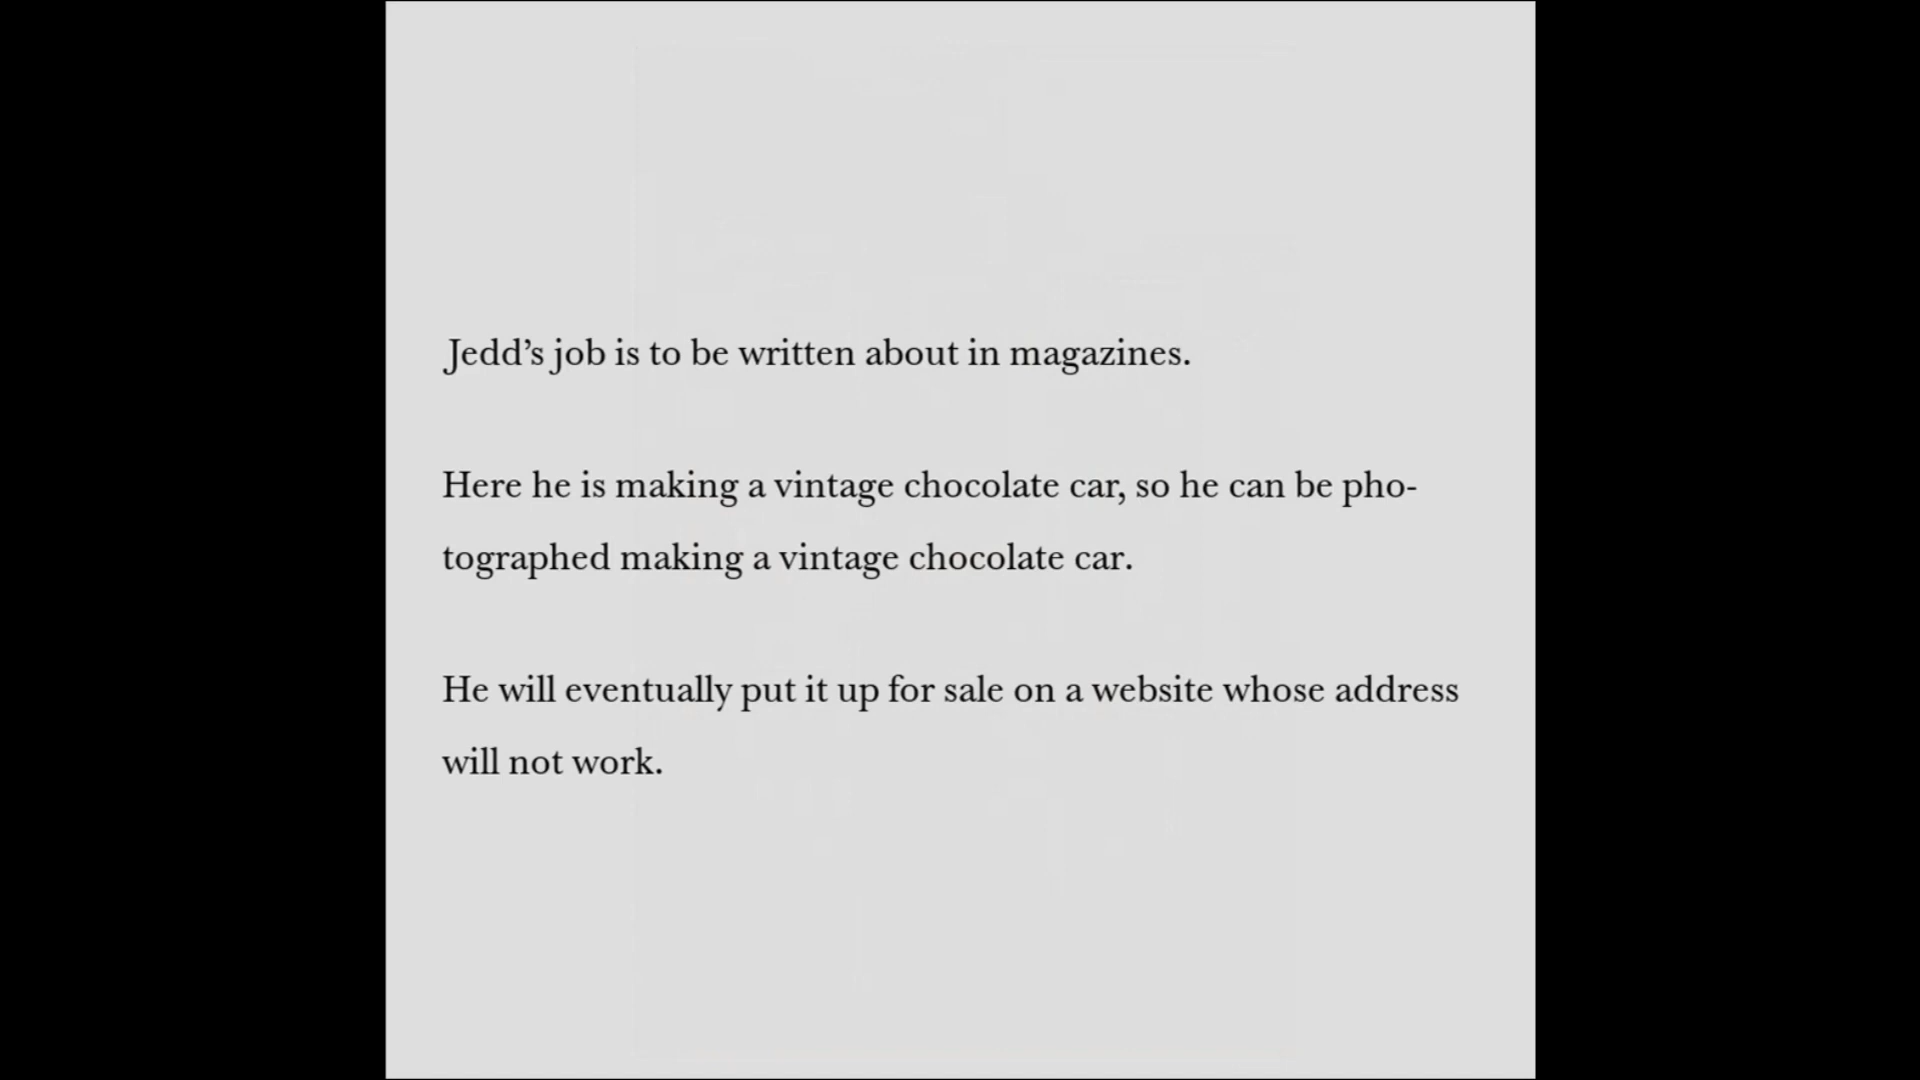 Jedd’s job is to be written about in magazines.
Here he is making a vintage chocolate car, so he can be pho-
tographed making a vintage chocolate car.
He will eventually put it up for sale on a website whose address
will not work.